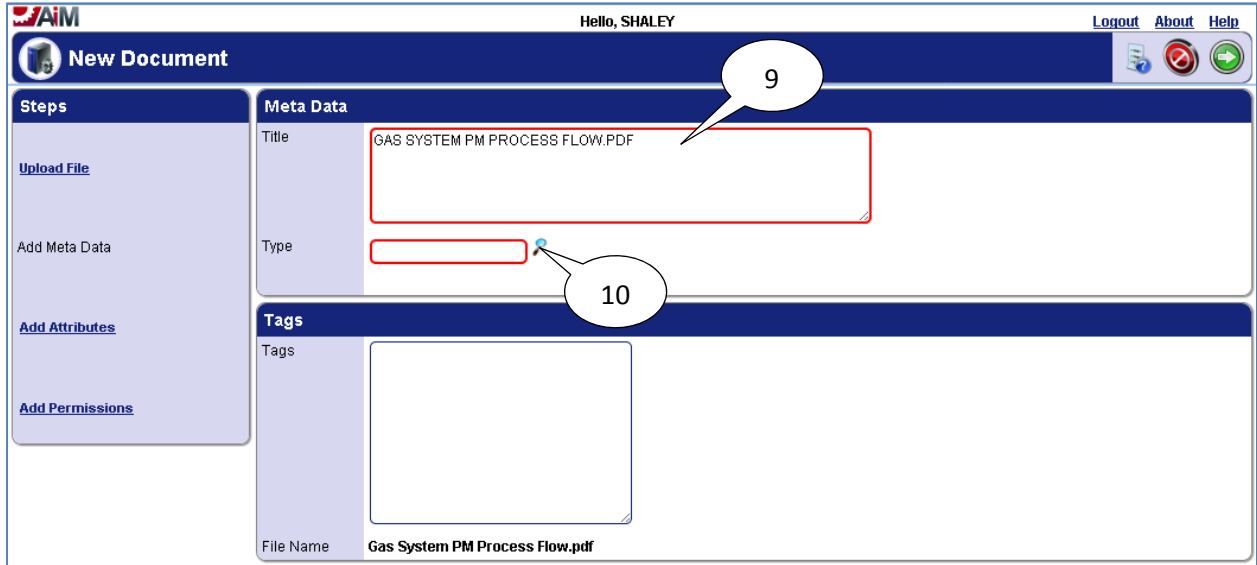 AiM
Hello, SHALEY
Logout About Help
New Document
9
Steps
Upload File
Add Meta Data
Add Attributes
Add Permissions
Meta Data
Title
GAS SYSTEM PM PROCESS FLOW.PDF
Type
10
Tags
Tags
File Name Gas System PM Process Flow.pdf